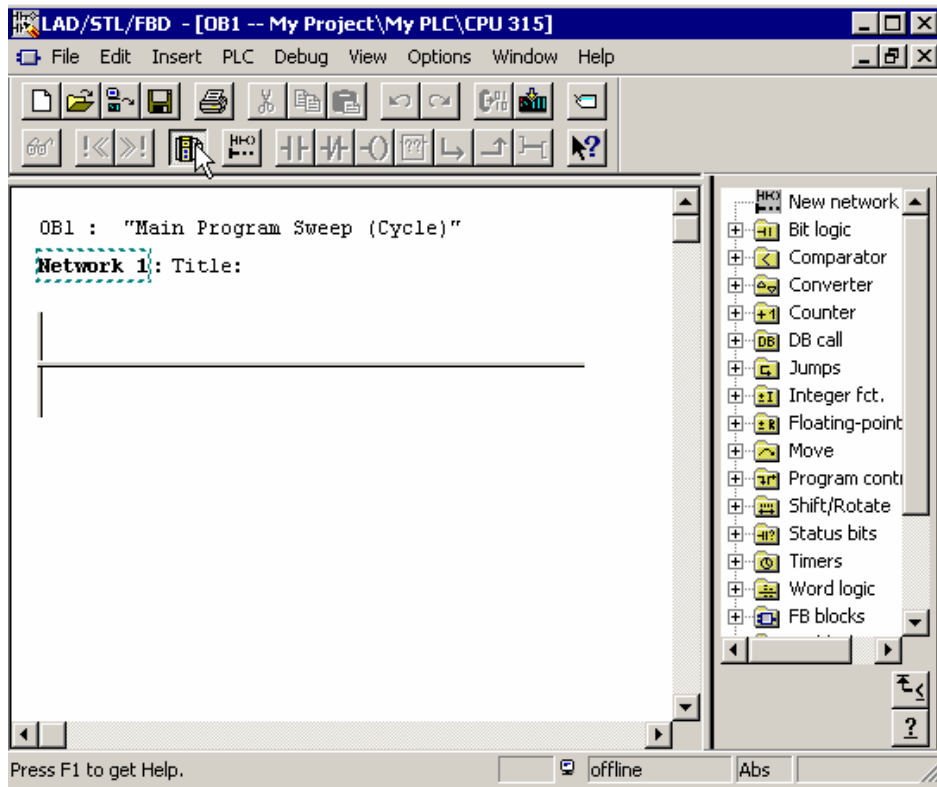 LAD/STL/FBD - [OB1 -- My Project\My PLC\CPU 315]
File Edit Insert PLC Debug View Options Window Help
OB1 : "Main Program Sweep (Cycle)"
Network 1: Title:
New network
Bit logic
Comparator
Converter
Counter
DB call
Jumps
Integer fct.
Floating-point
Move
Program conti
Shift/Rotate
Status bits
Timers
Word logic
FB blocks
Press F1 to get Help.
offline
Abs